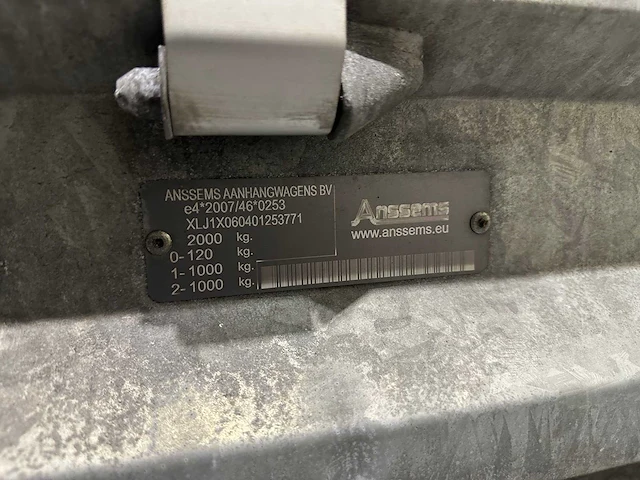 ANSSEMS AANHANGWAGENS BV
e4*2007/46*0253
XLJ1X060401253771
2000 kg.
0- 120 kg.
1- 1000 kg.
2- 1000 kg.
Anssems
www.anssems.eu